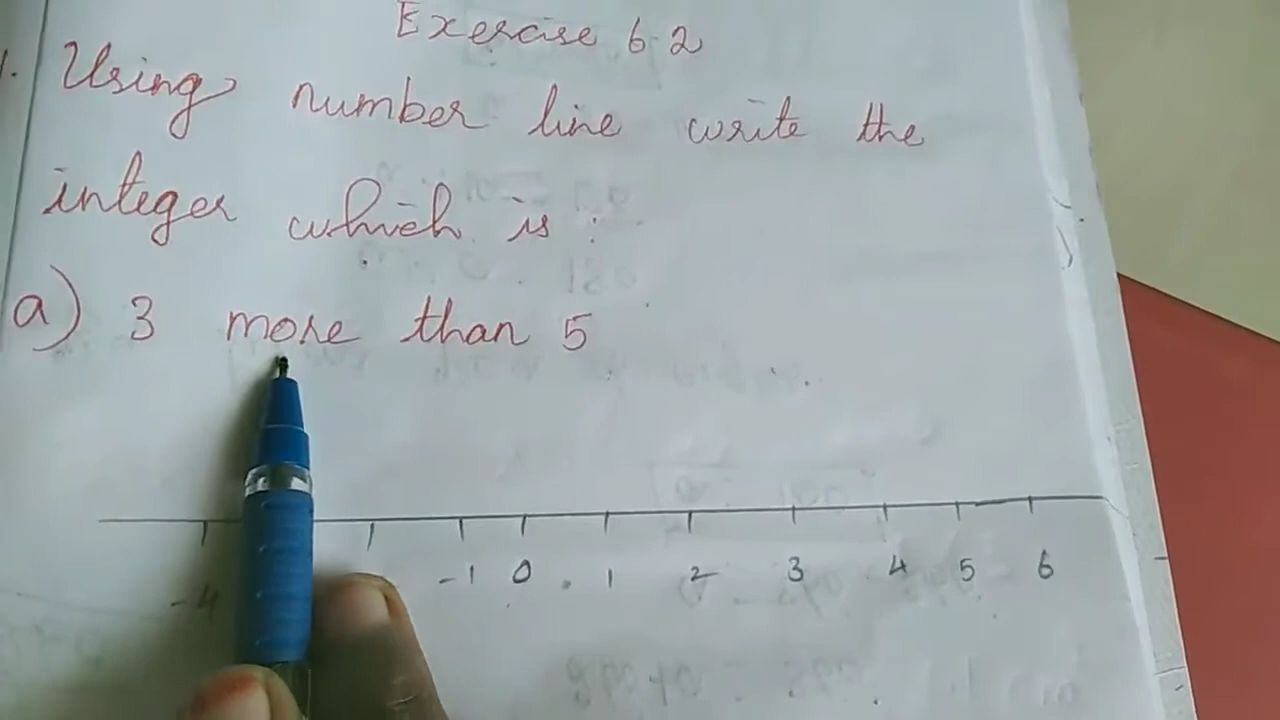 Exercise 6.2
1. Using number line write the
integer which is :
a) 3 more than 5
-4 -1 0 1 2 3 4 5 6